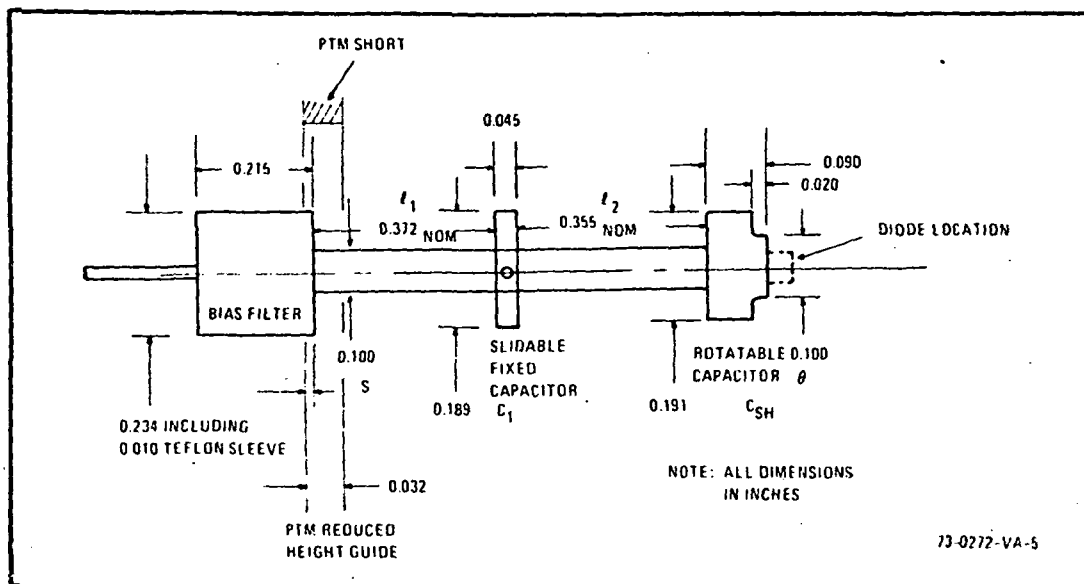 PTM SHORT
0.045
0.215
0.090
0.020
ℓ1
0.372 NOM
ℓ2
0.355 NOM
DIODE LOCATION
BIAS FILTER
0.100
S
SLIDABLE
FIXED
CAPACITOR
C1
0.189
ROTATABLE
CAPACITOR
CSH
0.100
θ
0.191
0.234 INCLUDING
0.010 TEFLON SLEEVE
NOTE: ALL DIMENSIONS
IN INCHES
0.032
PTM REDUCED
HEIGHT GUIDE
73-0272-VA-5